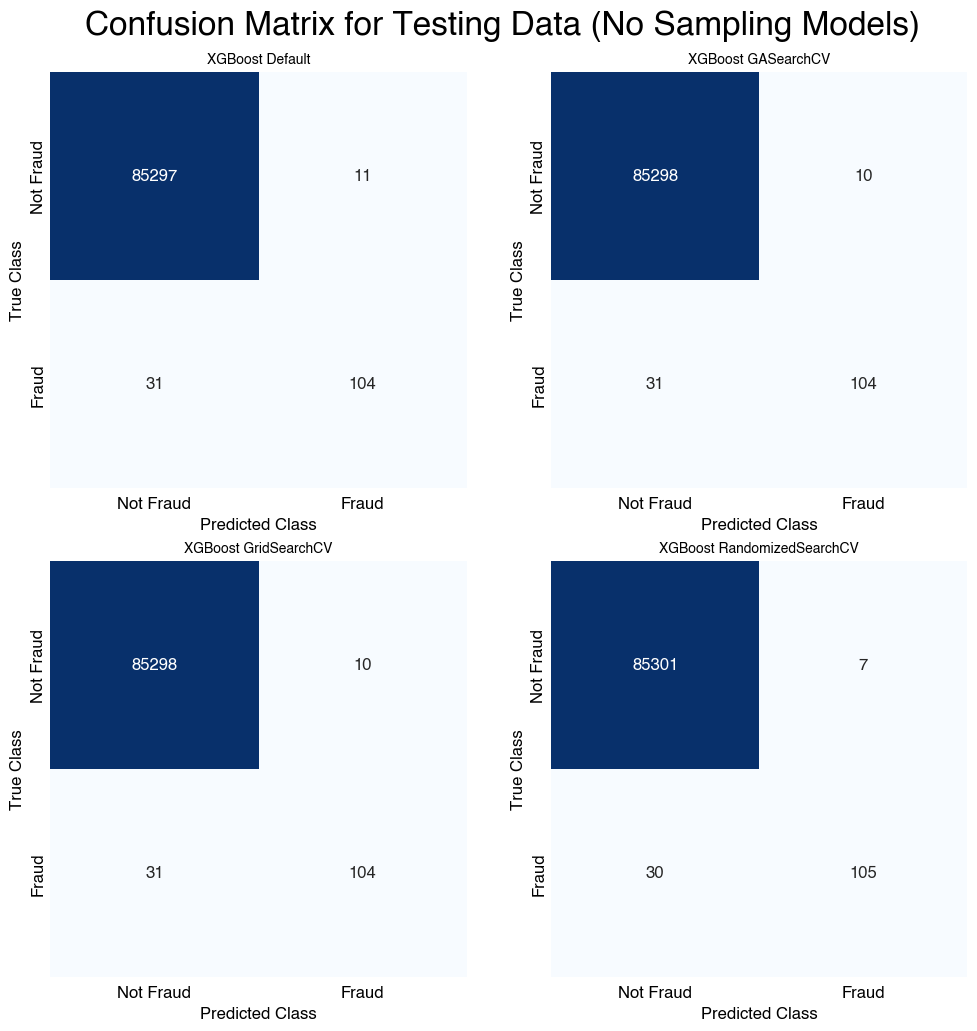 Confusion Matrix for Testing Data (No Sampling Models)
XGBoost Default
True Class
Not Fraud
85297
11
Fraud
31
104
Not Fraud
Fraud
Predicted Class
XGBoost GASearchCV
True Class
Not Fraud
85298
10
Fraud
31
104
Not Fraud
Fraud
Predicted Class
XGBoost GridSearchCV
True Class
Not Fraud
85298
10
Fraud
31
104
Not Fraud
Fraud
Predicted Class
XGBoost RandomizedSearchCV
True Class
Not Fraud
85301
7
Fraud
30
105
Not Fraud
Fraud
Predicted Class